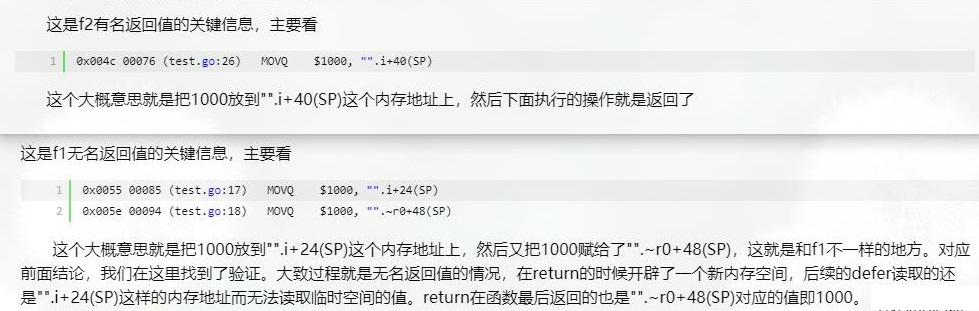 这是f2有名返回值的关键信息，主要看
1 0x004c 00076 (test.go:26) MOVQ $1000, "".i+40(SP)
这个大概意思就是把1000放到"".i+40(SP)这个内存地址上，然后下面执行的操作就是返回了
这是f1无名返回值的关键信息，主要看
1 0x0055 00085 (test.go:17) MOVQ $1000, "".i+24(SP)
2 0x005e 00094 (test.go:18) MOVQ $1000, "".~r0+48(SP)
这个大概意思就是把1000放到"".i+24(SP)这个内存地址上，然后又把1000赋给了"".~r0+48(SP)，这就是和f1不一样的地方。对应
前面结论，我们在这里找到了验证。大致过程就是无名返回值的情况，在return的时候开辟了一个新内存空间，后续的defer读取的还
是"".i+24(SP)这样的内存地址而无法读取临时空间的值。return在函数最后返回的也是"".~r0+48(SP)对应的值即1000。